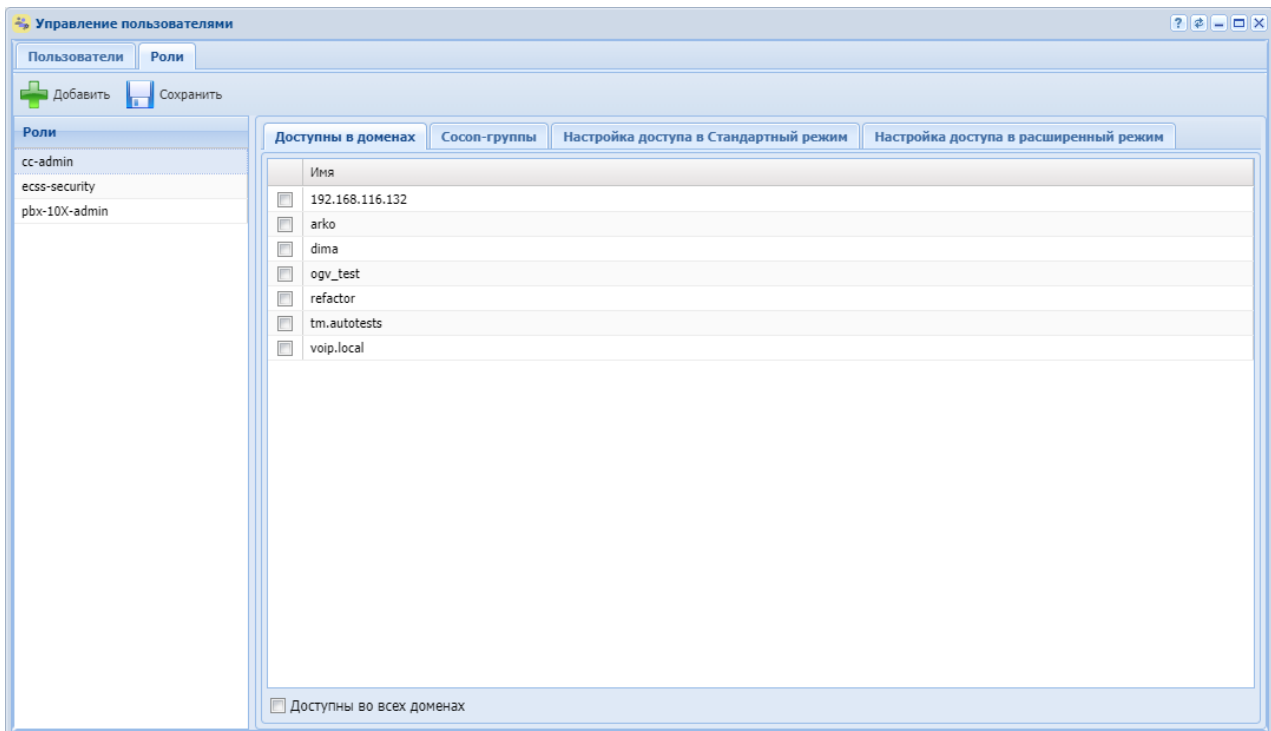 Управление пользователями
Пользователи Роли
Добавить Сохранить
Роли
cc-admin
ecss-security
pbx-10X-admin
Доступны в доменах Cocon-группы Настройка доступа в Стандартный режим Настройка доступа в расширенный режим
Имя
192.168.116.132
arko
dima
ogv_test
refactor
tm.autotests
voip.local
Доступны во всех доменах